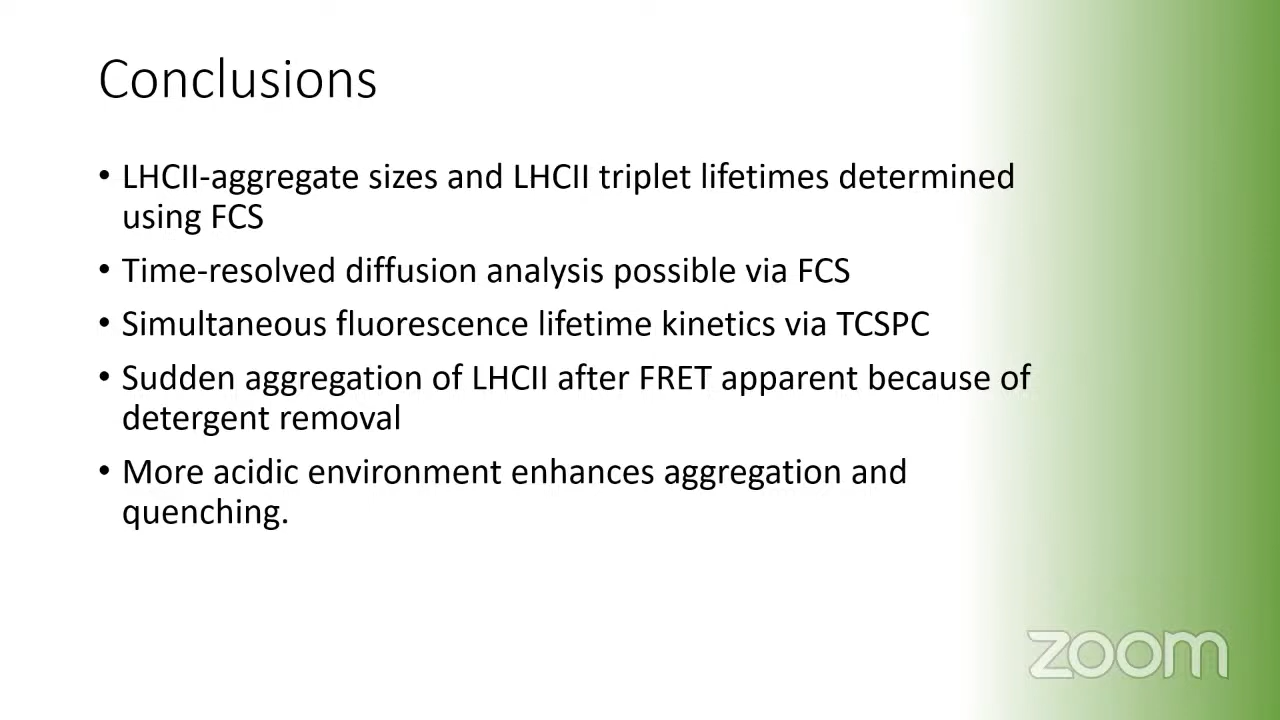 Conclusions
• LHCII-aggregate sizes and LHCII triplet lifetimes determined
using FCS
• Time-resolved diffusion analysis possible via FCS
• Simultaneous fluorescence lifetime kinetics via TCSPC
• Sudden aggregation of LHCII after FRET apparent because of
detergent removal
• More acidic environment enhances aggregation and
quenching.
zoom